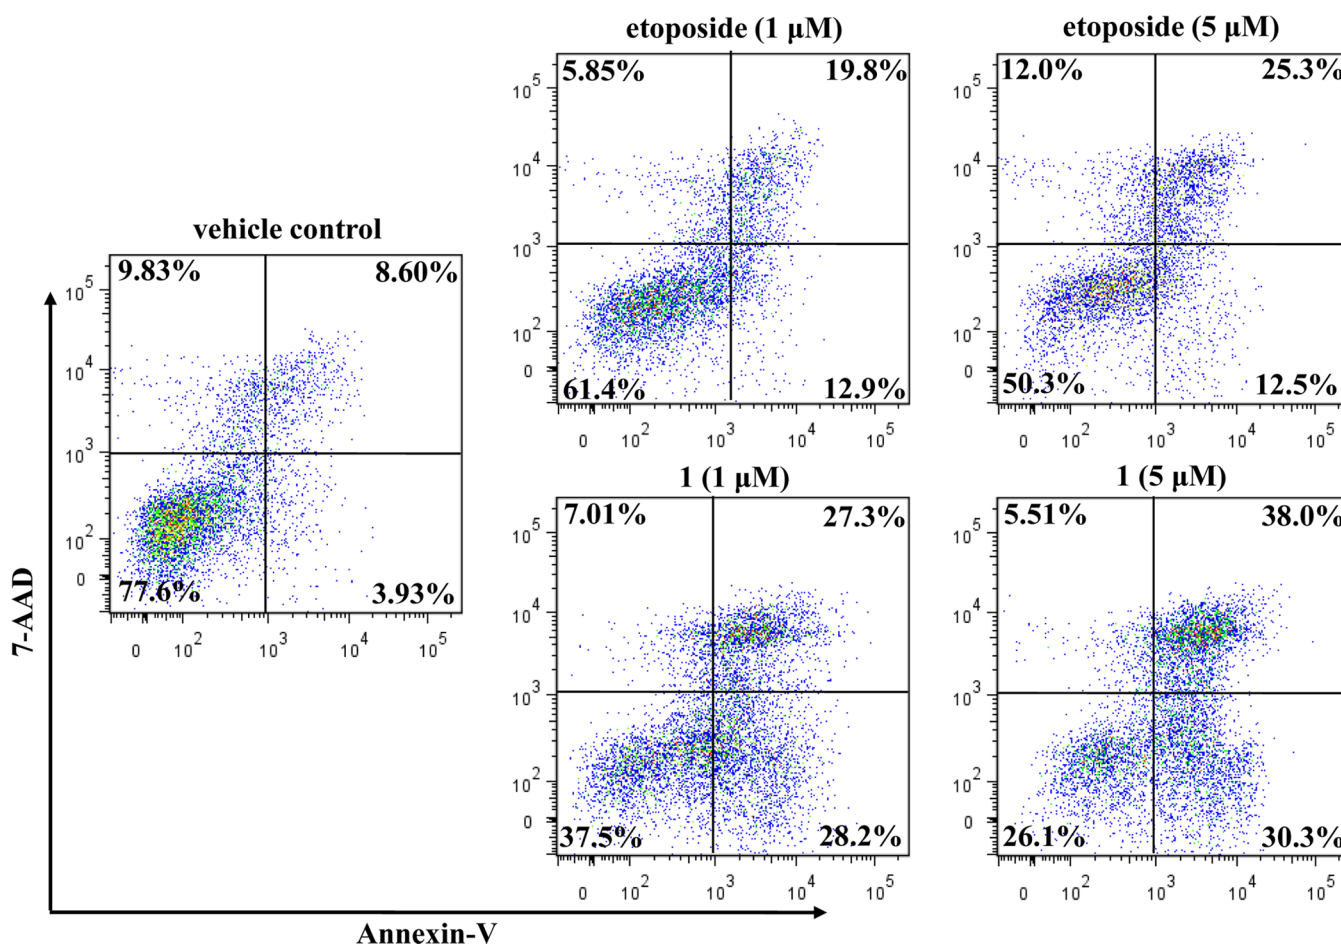 etoposide (1 μM)
5.85% 19.8%
10^5
10^4
10^3
10^2
0
61.4% 12.9%
0 10^2 10^3 10^4 10^5
etoposide (5 μM)
12.0% 25.3%
10^5
10^4
10^3
10^2
0
50.3% 12.5%
0 10^2 10^3 10^4 10^5
vehicle control
9.83% 8.60%
10^5
10^4
10^3
10^2
0
77.6% 3.93%
0 10^2 10^3 10^4 10^5
1 (1 μM)
7.01% 27.3%
10^5
10^4
10^3
10^2
0
37.5% 28.2%
0 10^2 10^3 10^4 10^5
1 (5 μM)
5.51% 38.0%
10^5
10^4
10^3
10^2
0
26.1% 30.3%
0 10^2 10^3 10^4 10^5
7-AAD
Annexin-V